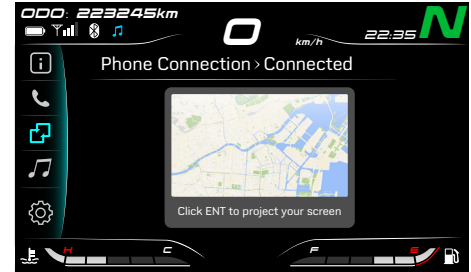 ODO: 223245km
0
km/h
22:35
N
Phone Connection › Connected
Click ENT to project your screen
H
C
F
E